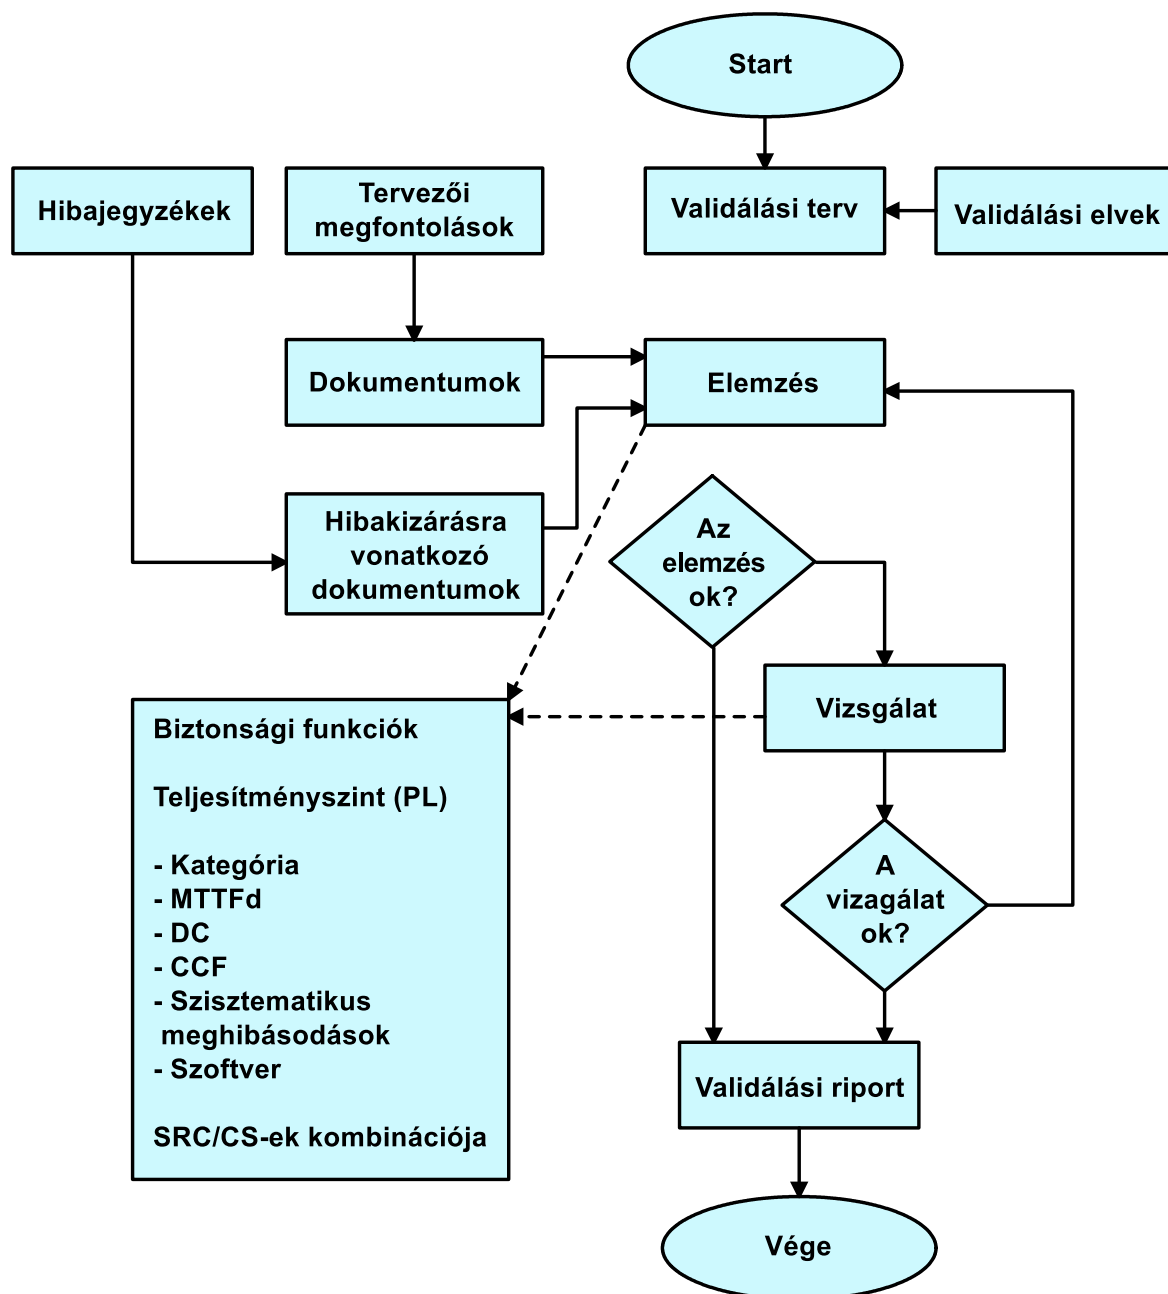 Start
Hibajegyzékek
Tervezői
megfontolások
Validálási terv
Validálási elvek
Dokumentumok
Elemzés
Hibakizárásra
vonatkozó
dokumentumok
Az
elemzés
ok?
Vizsgálat
Biztonsági funkciók
Teljesítményszint (PL)
- Kategória
- MTTFd
- DC
- CCF
- Szisztematikus
meghibásodások
- Szoftver
SRC/CS-ek kombinációja
A
vizagálat
ok?
Validálási riport
Vége